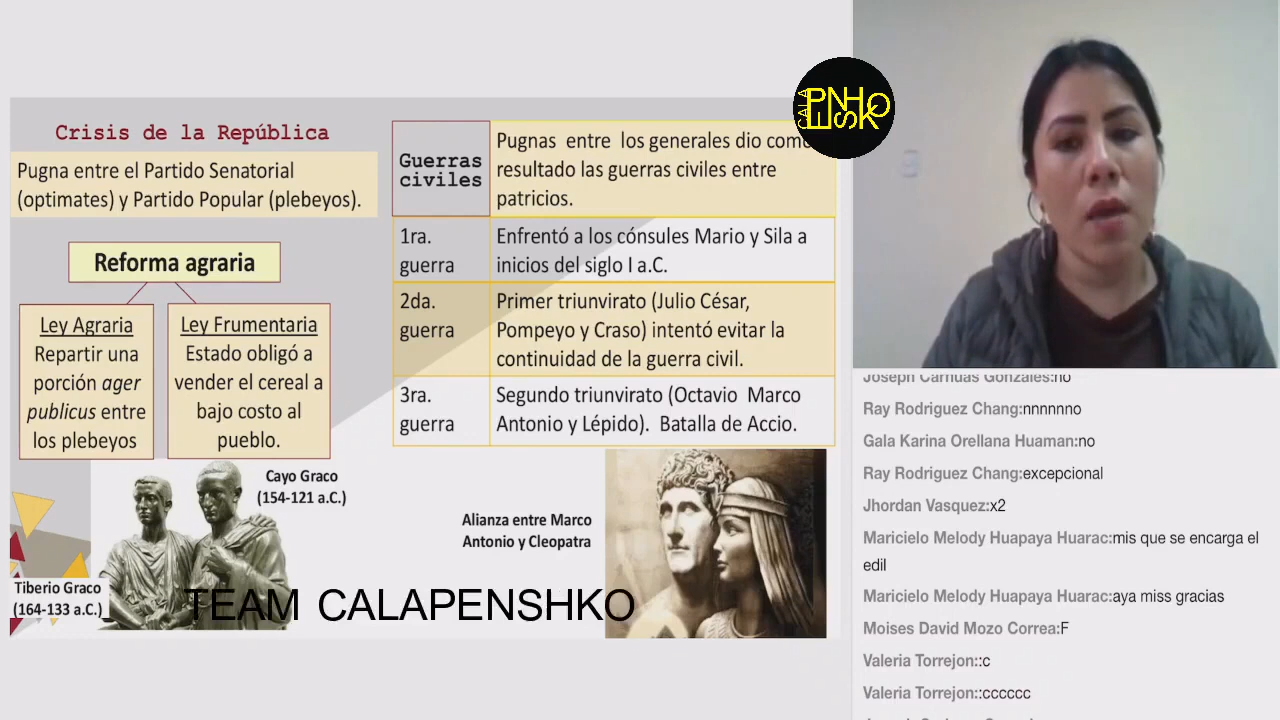 Crisis de la República
Pugna entre el Partido Senatorial
(optimates) y Partido Popular (plebeyos).
Reforma agraria
Ley Agraria
Repartir una
porción ager
publicus entre
los plebeyos
Ley Frumentaria
Estado obligó a
vender el cereal a
bajo costo al
pueblo.
Cayo Graco
(154-121 a.C.)
Tiberio Graco
(164-133 a.C.)
Guerras
civiles
Pugnas entre los generales dio como
resultado las guerras civiles entre
patricios.
1ra.
guerra
Enfrentó a los cónsules Mario y Sila a
inicios del siglo I a.C.
2da.
guerra
Primer triunvirato (Julio César,
Pompeyo y Craso) intentó evitar la
continuidad de la guerra civil.
3ra.
guerra
Segundo triunvirato (Octavio Marco
Antonio y Lépido). Batalla de Accio.
Alianza entre Marco
Antonio y Cleopatra
TEAM CALAPENSHKO
CALA
PENHSKO
Ray Rodriguez Chang:nnnnnno
Gala Karina Orellana Huaman:no
Ray Rodriguez Chang:excepcional
Jhordan Vasquez:x2
Maricielo Melody Huapaya Huarac:mis que se encarga el
edil
Maricielo Melody Huapaya Huarac:aya miss gracias
Moises David Mozo Correa:F
Valeria Torrejon::c
Valeria Torrejon::cccccc